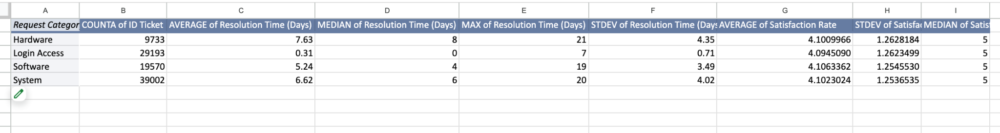 A B C D E F G H I
Request Categor COUNTA of ID Ticket AVERAGE of Resolution Time (Days) MEDIAN of Resolution Time (Days) MAX of Resolution Time (Days) STDEV of Resolution Time (Days AVERAGE of Satisfaction Rate STDEV of Satisfac MEDIAN of Satisf
Hardware 9733 7.63 8 21 4.35 4.1009966 1.2628184 5
Login Access 29193 0.31 0 7 0.71 4.0945090 1.2623499 5
Software 19570 5.24 4 19 3.49 4.1063362 1.2545530 5
System 39002 6.62 6 20 4.02 4.1023024 1.2536535 5